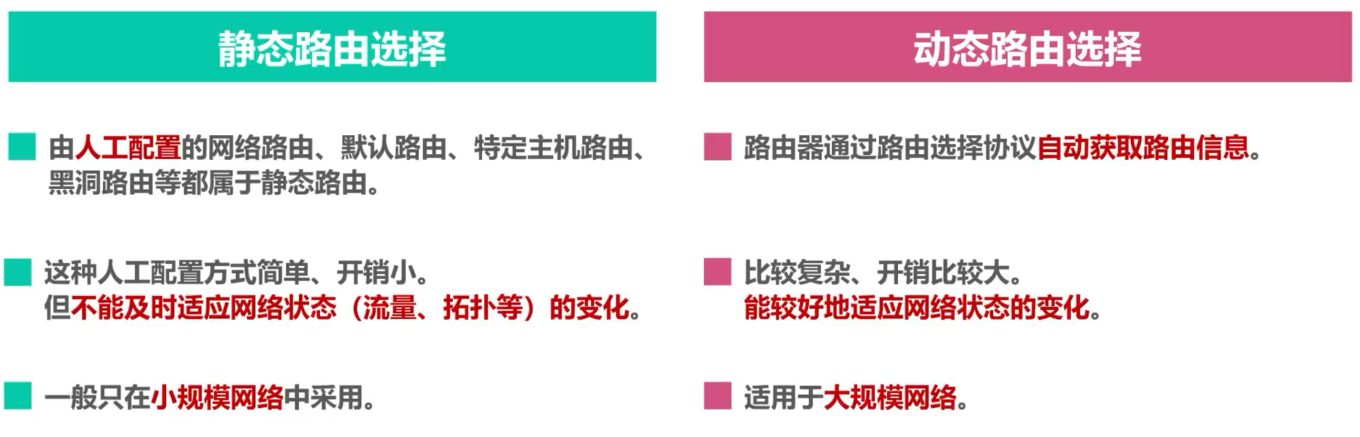 静态路由选择
由人工配置的网络路由、默认路由、特定主机路由、
黑洞路由等都属于静态路由。
这种人工配置方式简单、开销小。
但不能及时适应网络状态（流量、拓扑等）的变化。
一般只在小规模网络中采用。
动态路由选择
路由器通过路由选择协议自动获取路由信息。
比较复杂、开销比较大。
能较好地适应网络状态的变化。
适用于大规模网络。